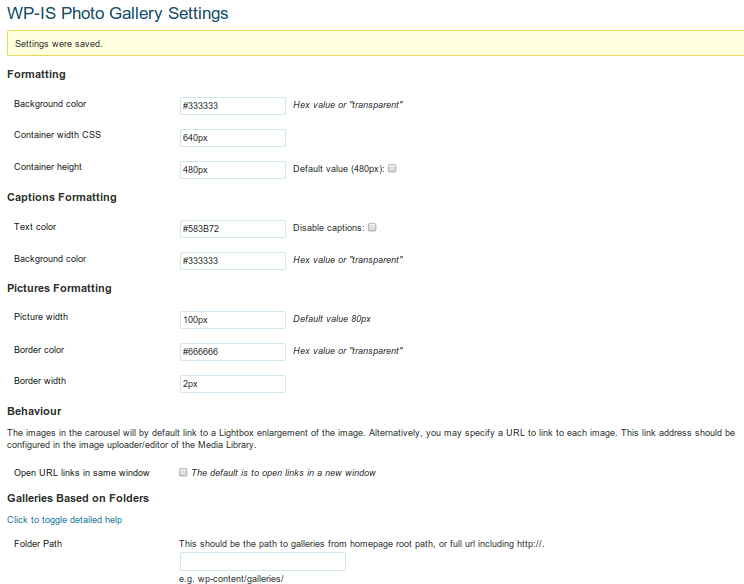 WP-IS Photo Gallery Settings
Settings were saved.
Formatting
Background color #333333 Hex value or "transparent"
Container width CSS 640px
Container height 480px Default value (480px):
Captions Formatting
Text color #583B72 Disable captions:
Background color #333333 Hex value or "transparent"
Pictures Formatting
Picture width 100px Default value 80px
Border color #666666 Hex value or "transparent"
Border width 2px
Behaviour
The images in the carousel will by default link to a Lightbox enlargement of the image. Alternatively, you may specify a URL to link to each image. This link address should be
configured in the image uploader/editor of the Media Library.
Open URL links in same window The default is to open links in a new window
Galleries Based on Folders
Click to toggle detailed help
Folder Path This should be the path to galleries from homepage root path, or full url including http://.
e.g. wp-content/galleries/